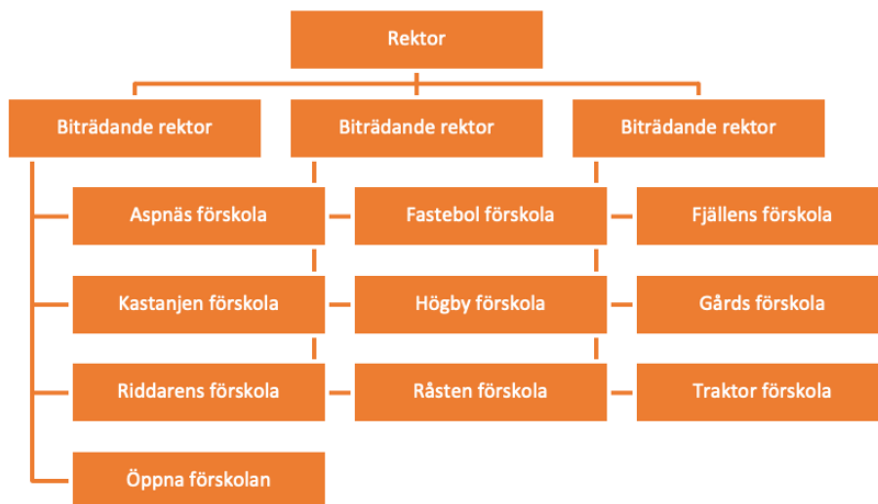 Rektor
Biträdande rektor
Biträdande rektor
Biträdande rektor
Aspnäs förskola
Fastebol förskola
Fjällens förskola
Kastanjen förskola
Högby förskola
Gårds förskola
Riddarens förskola
Råsten förskola
Traktor förskola
Öppna förskolan